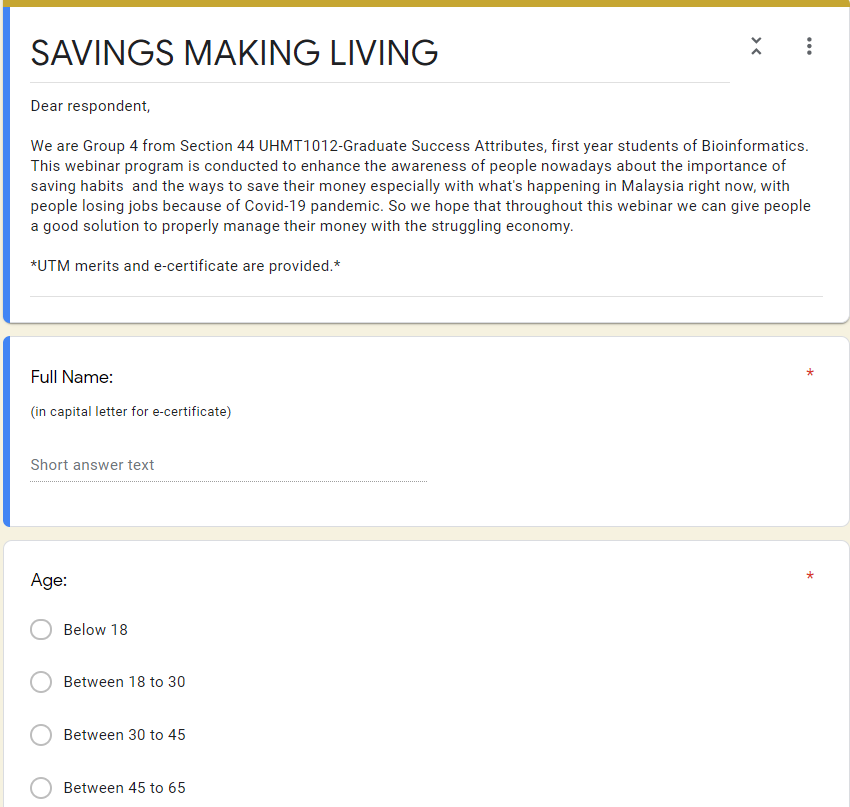 SAVINGS MAKING LIVING
Dear respondent,
We are Group 4 from Section 44 UHMT1012-Graduate Success Attributes, first year students of Bioinformatics.
This webinar program is conducted to enhance the awareness of people nowadays about the importance of
saving habits  and the ways to save their money especially with what's happening in Malaysia right now, with
people losing jobs because of Covid-19 pandemic. So we hope that throughout this webinar we can give people
a good solution to properly manage their money with the struggling economy.
*UTM merits and e-certificate are provided.*
Full Name: *
(in capital letter for e-certificate)
Short answer text
Age: *
Below 18
Between 18 to 30
Between 30 to 45
Between 45 to 65